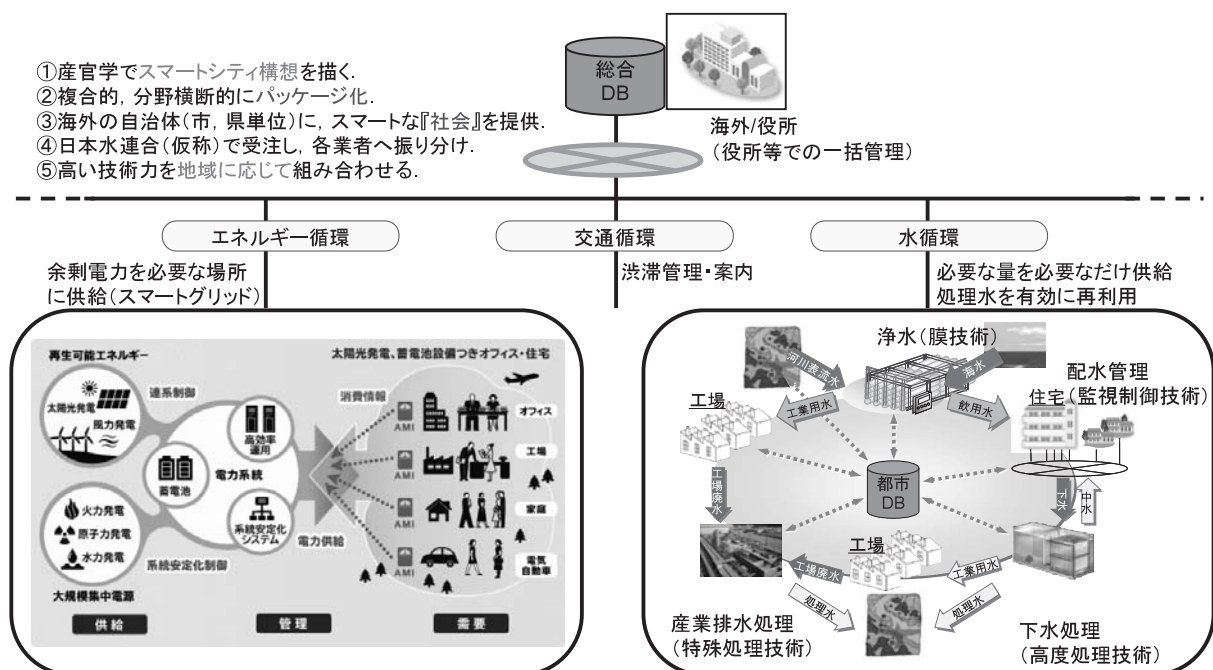 ①産官学でスマートシティ構想を描く.
②複合的, 分野横断的にパッケージ化.
③海外の自治体(市, 県単位)に, スマートな『社会』を提供.
④日本水連合(仮称)で受注し, 各業者へ振り分け.
⑤高い技術力を地域に応じて組み合わせる.
総合
DB
海外/役所
(役所等での一括管理)
エネルギー循環
交通循環
水循環
余剰電力を必要な場所
に供給(スマートグリッド)
渋滞管理・案内
必要な量を必要なだけ供給
処理水を有効に再利用
再生可能エネルギー
太陽光発電、蓄電池設備つきオフィス・住宅
太陽光発電
風力発電
連系制御
消費情報
高効率
運用
蓄電池
電力系統
系統安定化
システム
火力発電
原子力発電
水力発電
系統安定化制御
電力供給
大規模集中電源
AMI
オフィス
AMI
工場
AMI
家庭
AMI
電気
自動車
供給
管理
需要
浄水(膜技術)
河川表流水
海水
配水管理
(監視制御技術)
住宅
工場
工業用水
飲用水
都市
DB
工場廃水
下水
中水
工場
工場廃水
工業用水
処理水
処理水
産業排水処理
(特殊処理技術)
下水処理
(高度処理技術)